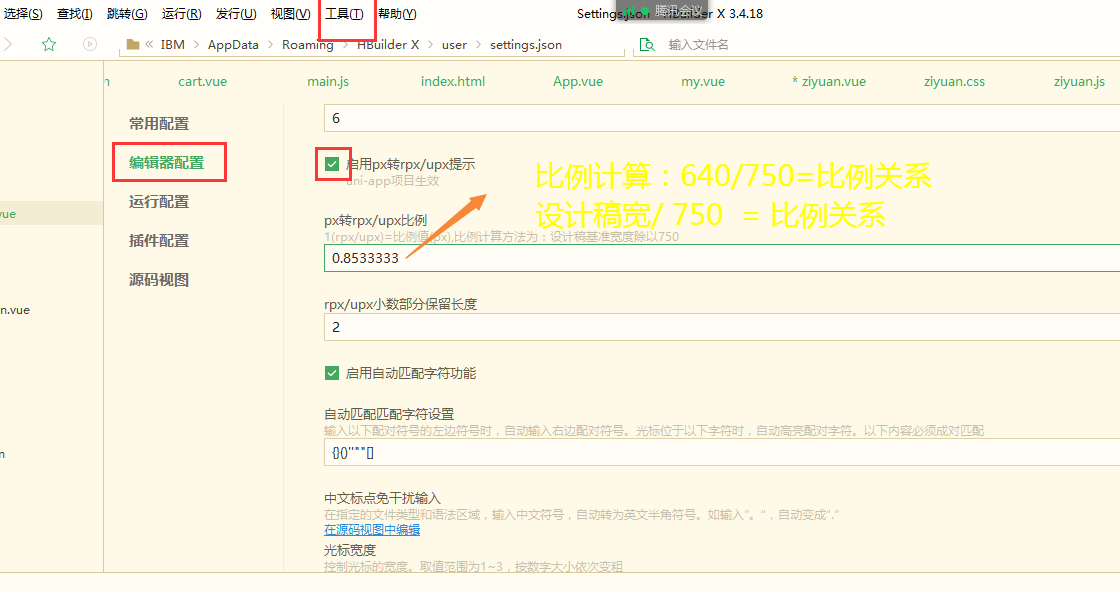 选择(S) 查找(I) 跳转(G) 运行(R) 发行(U) 视图(V) 工具(T) 帮助(Y) Settings.json 腾讯会议 X 3.4.18
« IBM > AppData > Roaming > HBuilder X > user > settings.json 输入文件名
cart.vue main.js index.html App.vue my.vue * ziyuan.vue ziyuan.css ziyuan.js
常用配置
编辑器配置
运行配置
插件配置
源码视图
vue
n.vue
n
6
启用px转rpx/upx提示
uni-app项目生效
比例计算：640/750=比例关系
设计稿宽/ 750 = 比例关系
px转rpx/upx比例
1(rpx/upx)=比例值(px),比例计算方法为：设计稿基准宽度除以750
0.8533333
rpx/upx小数部分保留长度
2
启用自动匹配字符功能
自动匹配匹配字符设置
输入以下配对符号的左边符号时，自动输入右边配对符号。光标位于以下字符时，自动高亮配对字符。以下内容必须成对匹配
{}()''""[]
中文标点免干扰输入
在指定的文件类型和语法区域，输入中文符号，自动转为英文半角符号。如输入“。”，自动变成“.”
在源码视图中编辑
光标宽度
控制光标的宽度。取值范围为1~3，按数字大小依次变粗